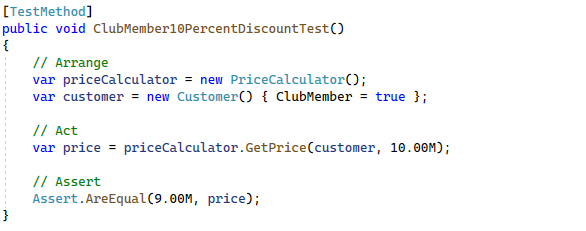 [TestMethod]
public void ClubMember10PercentDiscountTest()
{
    // Arrange
    var priceCalculator = new PriceCalculator();
    var customer = new Customer() { ClubMember = true };

    // Act
    var price = priceCalculator.GetPrice(customer, 10.00M);

    // Assert
    Assert.AreEqual(9.00M, price);
}